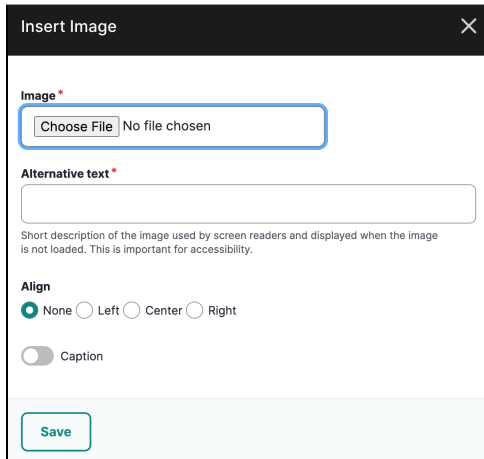 Insert Image
Image*
Choose File No file chosen
Alternative text*
Short description of the image used by screen readers and displayed when the image
is not loaded. This is important for accessibility.
Align
None Left Center Right
Caption
Save